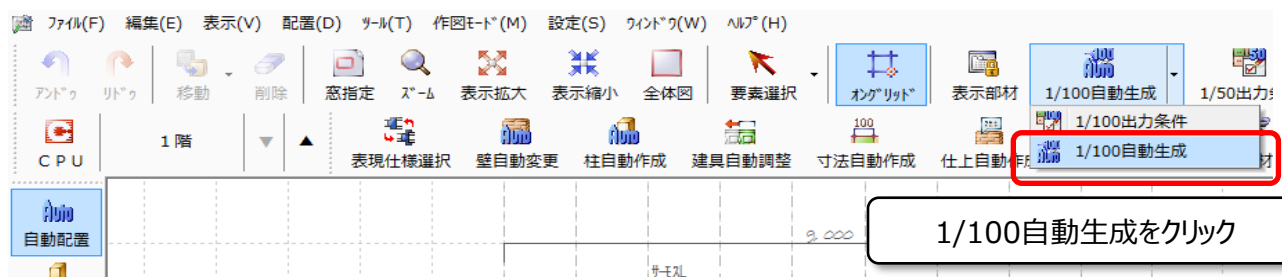 ファイル(F) 編集(E) 表示(V) 配置(D) ツール(T) 作図モード(M) 設定(S) ウィンドウ(W) ヘルプ(H)
アンドゥ リドゥ 移動 削除 窓指定 ズーム 表示拡大 表示縮小 全体図 要素選択 オングリッド 表示部材 1/100自動生成 1/50出力
1/100出力条件
CPU 1階 表現仕様選択 壁自動変更 柱自動作成 建具自動調整 寸法自動作成 仕上自動作
1/100自動生成
Auto
自動配置
9,000
1/100自動生成をクリック
サーモスL